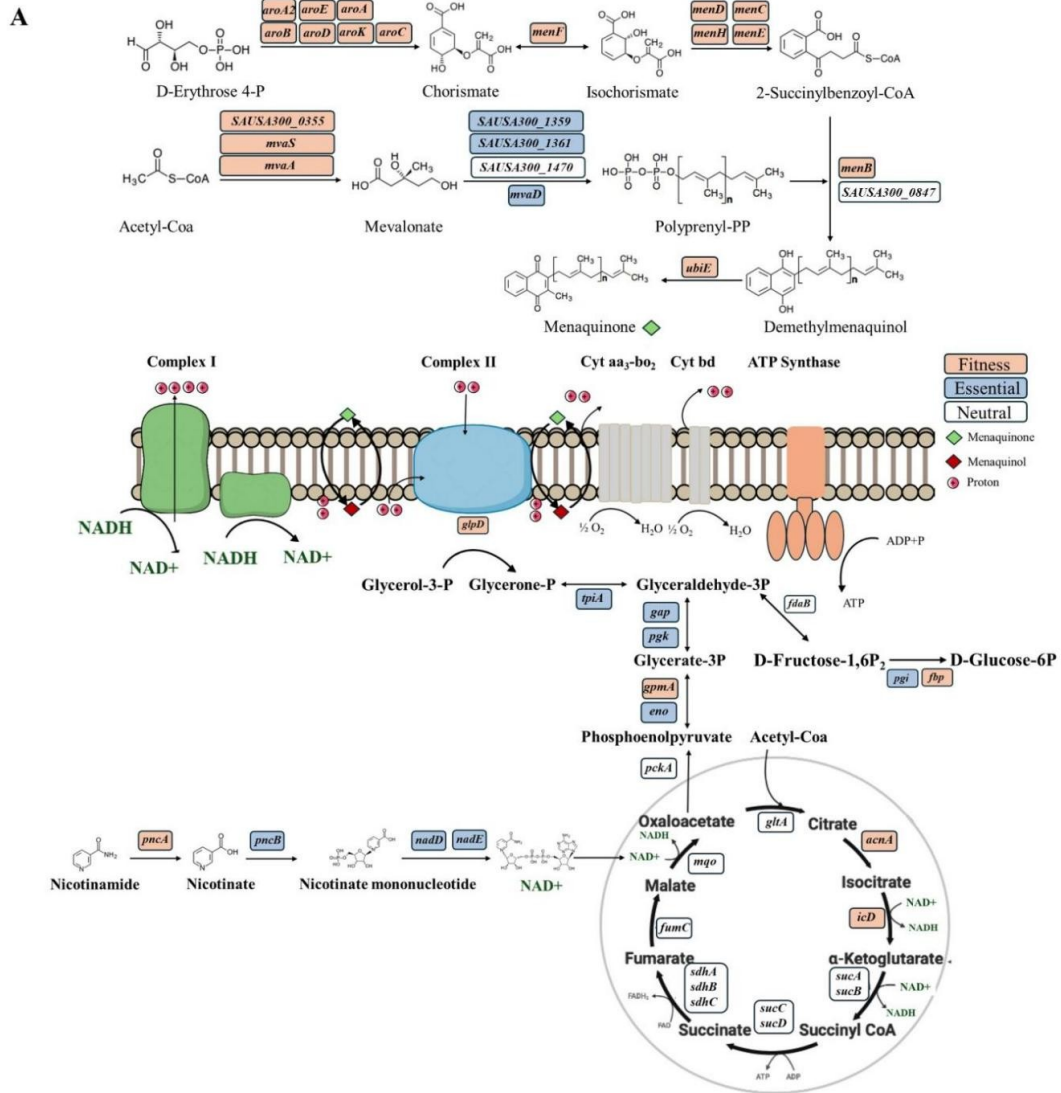 A
aroA2 aroE aroA
aroB aroD aroK aroC
menF
menD menC
menH menE
D-Erythrose 4-P
Chorismate
Isochorismate
2-Succinylbenzoyl-CoA
SAUSA300_0355
mvaS
mvaA
SAUSA300_1359
SAUSA300_1361
SAUSA300_1470
mvaD
menB
SAUSA300_0847
Acetyl-Coa
Mevalonate
Polyprenyl-PP
ubiE
Menaquinone
Demethylmenaquinol
Complex I
Complex II
Cyt aa₃-bo₂
Cyt bd
ATP Synthase
Fitness
Essential
Neutral
Menaquinone
Menaquinol
Proton
glpD
NADH
NAD+
NADH
NAD+
½ O₂
H₂O
½ O₂
H₂O
ADP+P
ATP
Glycerol-3-P
Glycerone-P
tpiA
Glyceraldehyde-3P
fdaB
gap
pgk
Glycerate-3P
D-Fructose-1,6P₂
D-Glucose-6P
pgi
fbp
gpmA
eno
Phosphoenolpyruvate
Acetyl-Coa
pckA
Oxaloacetate
gltA
Citrate
acnA
NADH
NAD+
mqo
Malate
Isocitrate
icD
NAD+
NADH
fumC
Fumarate
α-Ketoglutarate
sdhA
sdhB
sdhC
sucA
sucB
NAD+
NADH
FADH₂
FAD
Succinate
sucC
sucD
Succinyl CoA
ATP
ADP
pncA
pncB
nadD
nadE
Nicotinamide
Nicotinate
Nicotinate mononucleotide
NAD+